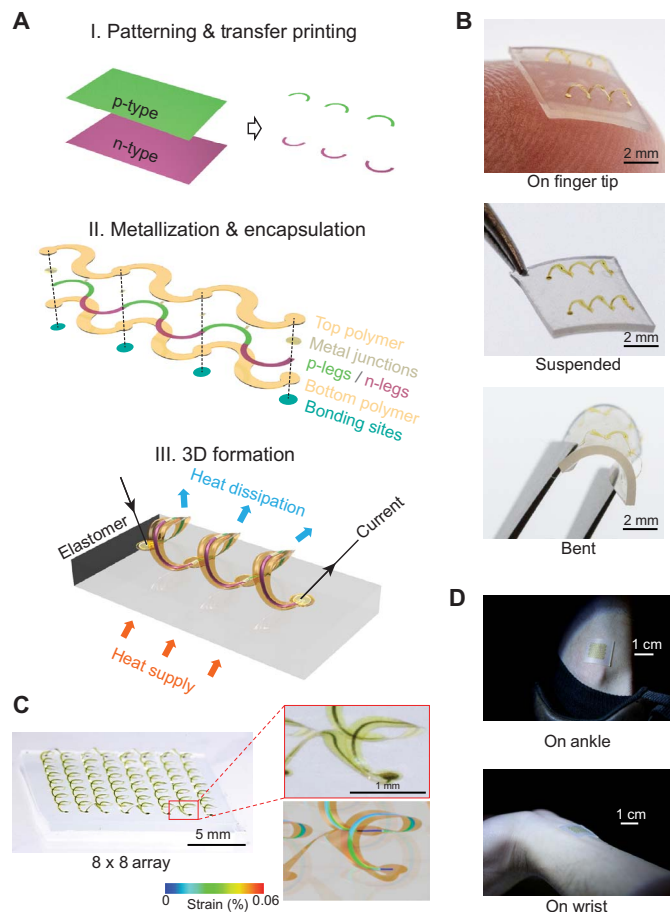 A
I. Patterning & transfer printing
p-type
n-type
II. Metallization & encapsulation
Top polymer
Metal junctions
p-legs / n-legs
Bottom polymer
Bonding sites
III. 3D formation
Heat dissipation
Elastomer
Current
Heat supply
B
2 mm
On finger tip
2 mm
Suspended
2 mm
Bent
C
1 mm
5 mm
8 x 8 array
0
0.06
Strain (%)
D
1 cm
On ankle
1 cm
On wrist